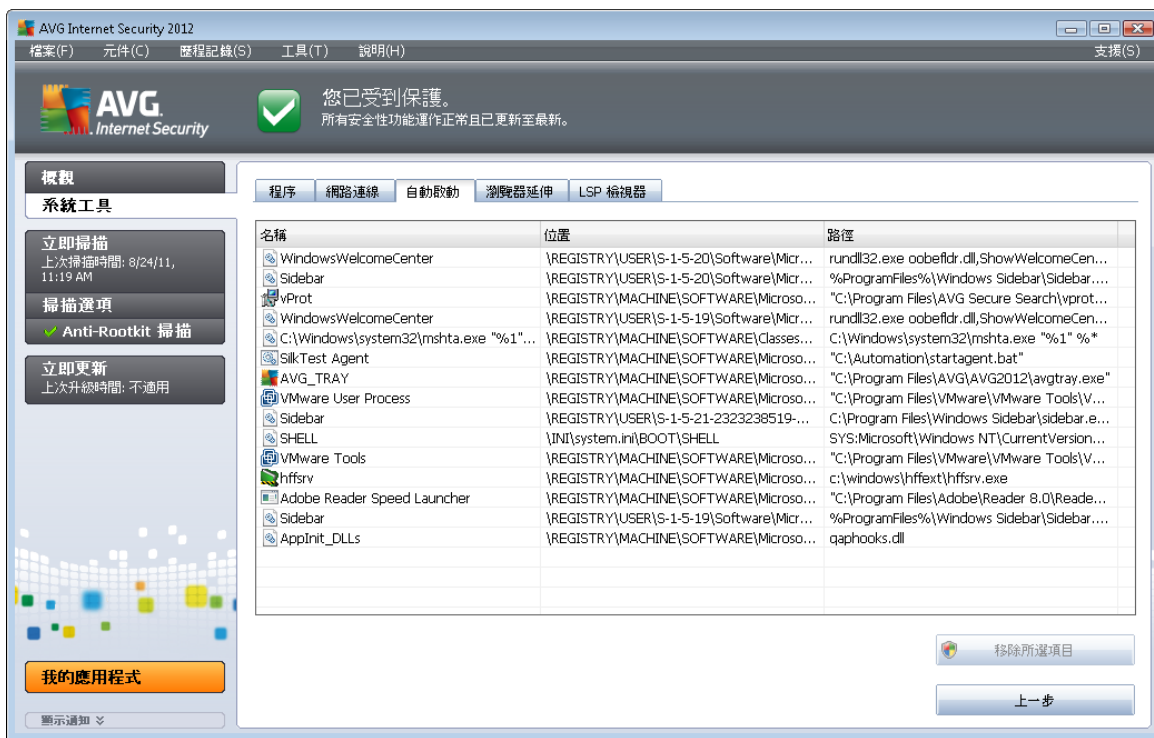 AVG Internet Security 2012
檔案(F) 元件(C) 歷程記錄(S) 工具(T) 說明(H) 支援(S)
AVG.
Internet Security
您已受到保護。
所有安全性功能運作正常且已更新至最新。
概觀
系統工具
立即掃描
上次掃描時間: 8/24/11,
11:19 AM
掃描選項
Anti-Rootkit 掃描
立即更新
上次升級時間: 不適用
我的應用程式
顯示通知
程序 網路連線 自動啟動 瀏覽器延伸 LSP 檢視器
名稱 位置 路徑
WindowsWelcomeCenter \REGISTRY\USER\S-1-5-20\Software\Micr... rundll32.exe oobefldr.dll,ShowWelcomeCen...
Sidebar \REGISTRY\USER\S-1-5-20\Software\Micr... %ProgramFiles%\Windows Sidebar\Sidebar....
vProt \REGISTRY\MACHINE\SOFTWARE\Microso... "C:\Program Files\AVG Secure Search\vprot...
WindowsWelcomeCenter \REGISTRY\USER\S-1-5-19\Software\Micr... rundll32.exe oobefldr.dll,ShowWelcomeCen...
C:\Windows\system32\mshta.exe "%1"... \REGISTRY\MACHINE\SOFTWARE\Classes... C:\Windows\system32\mshta.exe "%1" %*
SilkTest Agent \REGISTRY\MACHINE\SOFTWARE\Microso... "C:\Automation\startagent.bat"
AVG_TRAY \REGISTRY\MACHINE\SOFTWARE\Microso... "C:\Program Files\AVG\AVG2012\avgtray.exe"
VMware User Process \REGISTRY\MACHINE\SOFTWARE\Microso... "C:\Program Files\VMware\VMware Tools\V...
Sidebar \REGISTRY\USER\S-1-5-21-2323238519-... C:\Program Files\Windows Sidebar\sidebar.e...
SHELL \INI\system.ini\BOOT\SHELL SYS:Microsoft\Windows NT\CurrentVersion...
VMware Tools \REGISTRY\MACHINE\SOFTWARE\Microso... "C:\Program Files\VMware\VMware Tools\V...
hffsrv \REGISTRY\MACHINE\SOFTWARE\Microso... c:\windows\hffext\hffsrv.exe
Adobe Reader Speed Launcher \REGISTRY\MACHINE\SOFTWARE\Microso... "C:\Program Files\Adobe\Reader 8.0\Reade...
Sidebar \REGISTRY\USER\S-1-5-19\Software\Micr... %ProgramFiles%\Windows Sidebar\Sidebar....
AppInit_DLLs \REGISTRY\MACHINE\SOFTWARE\Microso... qaphooks.dll
移除所選項目
上一步